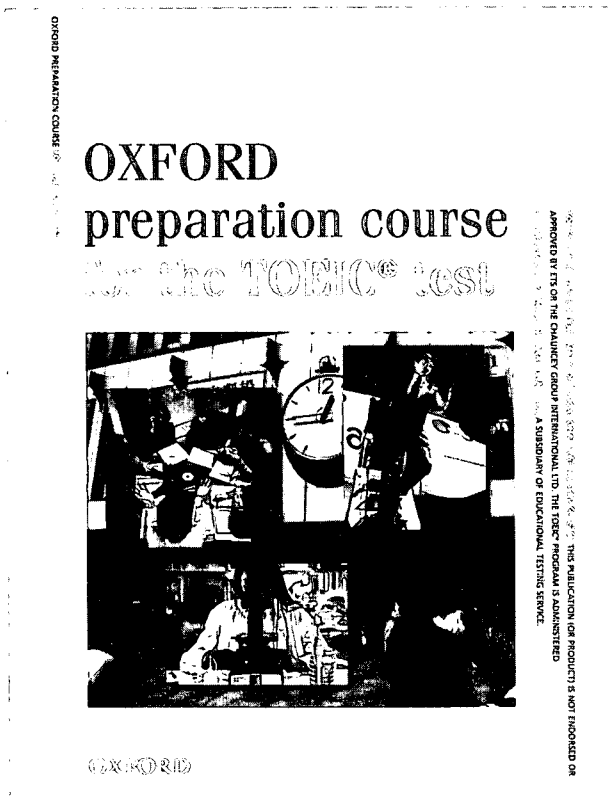 OXFORD PREPARATION COURSE
OXFORD
preparation course
for the TOEIC® test
12
THIS PUBLICATION (OR PRODUCT) IS NOT ENDORSED OR
APPROVED BY ETS OR THE CHAUNCEY GROUP INTERNATIONAL LTD. THE TOEIC® PROGRAM IS ADMINISTERED
A SUBSIDIARY OF EDUCATIONAL TESTING SERVICE.
OXFORD